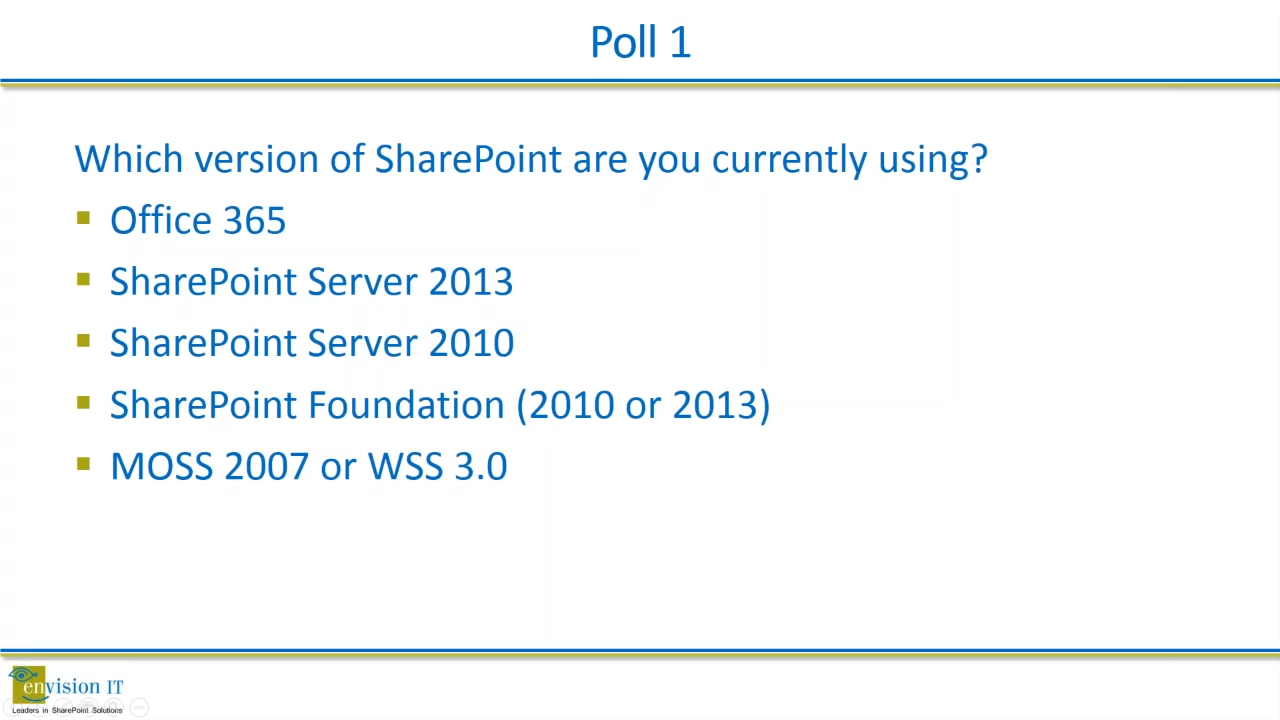 Poll 1
Which version of SharePoint are you currently using?
Office 365
SharePoint Server 2013
SharePoint Server 2010
SharePoint Foundation (2010 or 2013)
MOSS 2007 or WSS 3.0
envision IT
Leaders in SharePoint Solutions